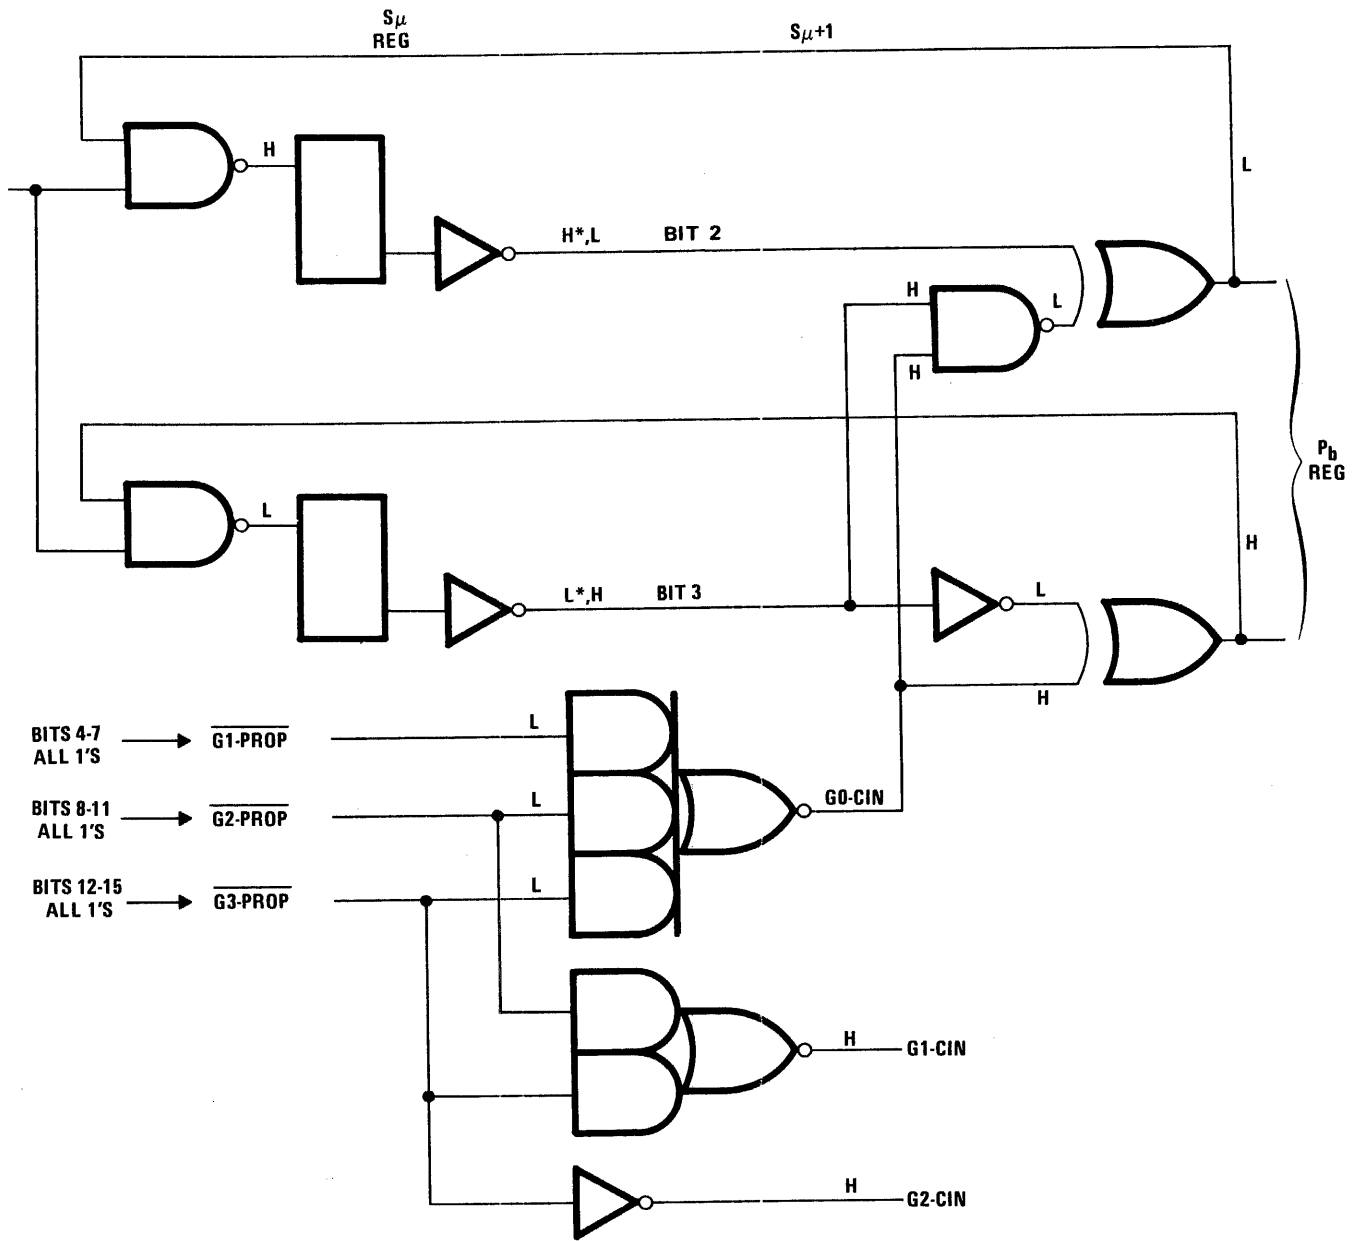 Sμ
REG
Sμ+1
H
L
H*,L
BIT 2
H
L
H
Pb
REG
L
H
L*,H
BIT 3
L
H
BITS 4-7
ALL 1'S
G1-PROP
L
BITS 8-11
ALL 1'S
G2-PROP
L
G0-CIN
BITS 12-15
ALL 1'S
G3-PROP
L
H
G1-CIN
H
G2-CIN